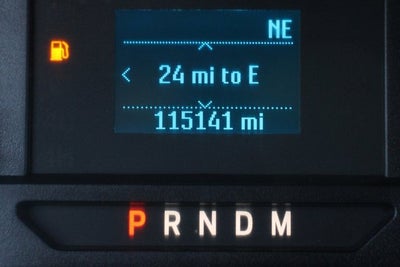 NE
24 mi to E
115141 mi
P R N D M